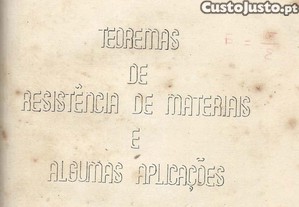 CustoJusto.pt
TEOREMAS
DE
RESISTÊNCIA DE MATERIAIS
E
ALGUMAS APLICAÇÕES